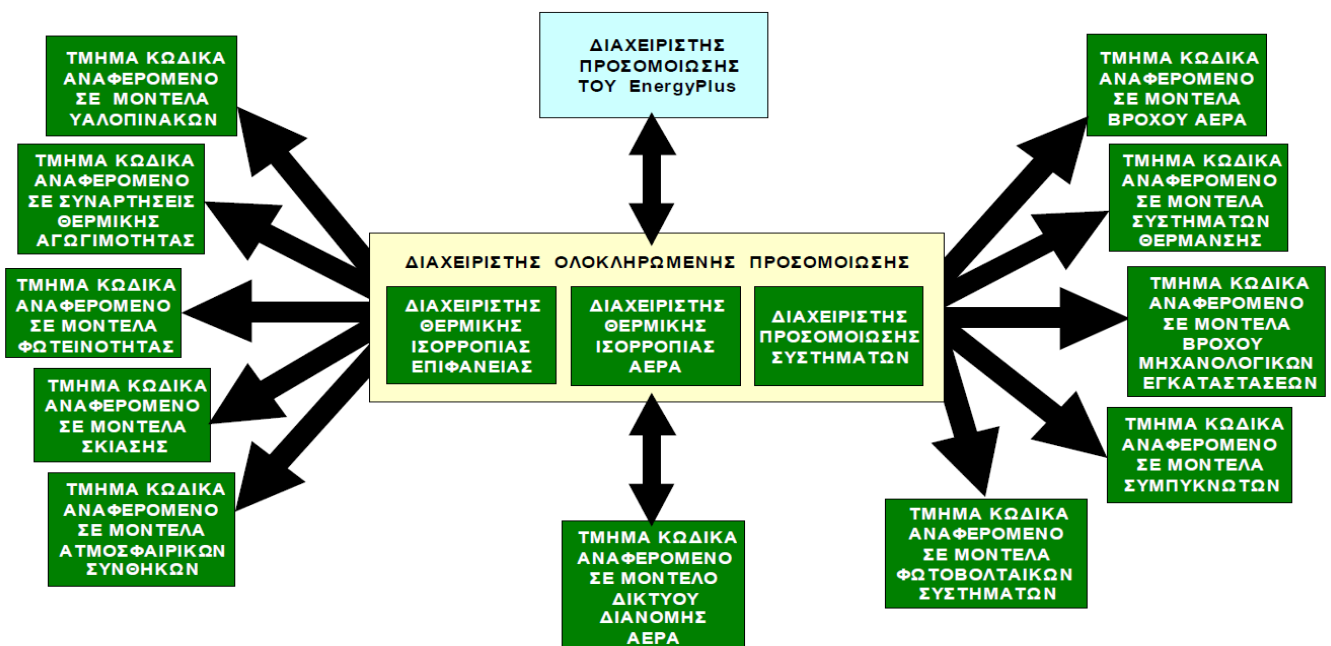 ΔΙΑΧΕΙΡΙΣΤΗΣ
ΠΡΟΣΟΜΟΙΩΣΗΣ
ΤΟΥ EnergyPlus
ΤΜΗΜΑ ΚΩΔΙΚΑ
ΑΝΑΦΕΡΟΜΕΝΟ
ΣΕ ΜΟΝΤΕΛΑ
ΥΑΛΟΠΙΝΑΚΩΝ
ΤΜΗΜΑ ΚΩΔΙΚΑ
ΑΝΑΦΕΡΟΜΕΝΟ
ΣΕ ΣΥΝΑΡΤΗΣΕΙΣ
ΘΕΡΜΙΚΗΣ
ΑΓΩΓΙΜΟΤΗΤΑΣ
ΤΜΗΜΑ ΚΩΔΙΚΑ
ΑΝΑΦΕΡΟΜΕΝΟ
ΣΕ ΜΟΝΤΕΛΑ
ΦΩΤΕΙΝΟΤΗΤΑΣ
ΤΜΗΜΑ ΚΩΔΙΚΑ
ΑΝΑΦΕΡΟΜΕΝΟ
ΣΕ ΜΟΝΤΕΛΑ
ΣΚΙΑΣΗΣ
ΤΜΗΜΑ ΚΩΔΙΚΑ
ΑΝΑΦΕΡΟΜΕΝΟ
ΣΕ ΜΟΝΤΕΛΑ
ΑΤΜΟΣΦΑΙΡΙΚΩΝ
ΣΥΝΘΗΚΩΝ
ΔΙΑΧΕΙΡΙΣΤΗΣ ΟΛΟΚΛΗΡΩΜΕΝΗΣ ΠΡΟΣΟΜΟΙΩΣΗΣ
ΔΙΑΧΕΙΡΙΣΤΗΣ
ΘΕΡΜΙΚΗΣ
ΙΣΟΡΡΟΠΙΑΣ
ΕΠΙΦΑΝΕΙΑΣ
ΔΙΑΧΕΙΡΙΣΤΗΣ
ΘΕΡΜΙΚΗΣ
ΙΣΟΡΡΟΠΙΑΣ
ΑΕΡΑ
ΔΙΑΧΕΙΡΙΣΤΗΣ
ΠΡΟΣΟΜΟΙΩΣΗΣ
ΣΥΣΤΗΜΑΤΩΝ
ΤΜΗΜΑ ΚΩΔΙΚΑ
ΑΝΑΦΕΡΟΜΕΝΟ
ΣΕ ΜΟΝΤΕΛΟ
ΔΙΚΤΥΟΥ
ΔΙΑΝΟΜΗΣ
ΑΕΡΑ
ΤΜΗΜΑ ΚΩΔΙΚΑ
ΑΝΑΦΕΡΟΜΕΝΟ
ΣΕ ΜΟΝΤΕΛΑ
ΒΡΟΧΟΥ ΑΕΡΑ
ΤΜΗΜΑ ΚΩΔΙΚΑ
ΑΝΑΦΕΡΟΜΕΝΟ
ΣΕ ΜΟΝΤΕΛΑ
ΣΥΣΤΗΜΑΤΩΝ
ΘΕΡΜΑΝΣΗΣ
ΤΜΗΜΑ ΚΩΔΙΚΑ
ΑΝΑΦΕΡΟΜΕΝΟ
ΣΕ ΜΟΝΤΕΛΑ
ΒΡΟΧΟΥ
ΜΗΧΑΝΟΛΟΓΙΚΩΝ
ΕΓΚΑΤΑΣΤΑΣΕΩΝ
ΤΜΗΜΑ ΚΩΔΙΚΑ
ΑΝΑΦΕΡΟΜΕΝΟ
ΣΕ ΜΟΝΤΕΛΑ
ΣΥΜΠΥΚΝΩΤΩΝ
ΤΜΗΜΑ ΚΩΔΙΚΑ
ΑΝΑΦΕΡΟΜΕΝΟ
ΣΕ ΜΟΝΤΕΛΑ
ΦΩΤΟΒΟΛΤΑΙΚΩΝ
ΣΥΣΤΗΜΑΤΩΝ